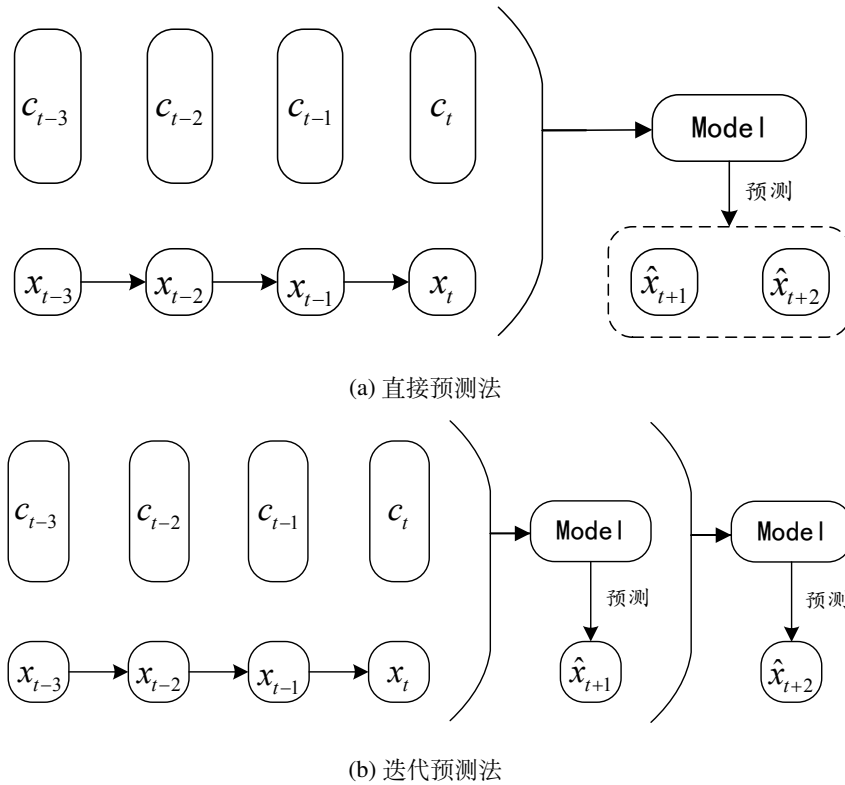 c_{t-3} c_{t-2} c_{t-1} c_t
Model
预测
x_{t-3} x_{t-2} x_{t-1} x_t
x̂_{t+1} x̂_{t+2}
(a) 直接预测法
c_{t-3} c_{t-2} c_{t-1} c_t
Model Model
预测 预测
x_{t-3} x_{t-2} x_{t-1} x_t x̂_{t+1} x̂_{t+2}
(b) 迭代预测法